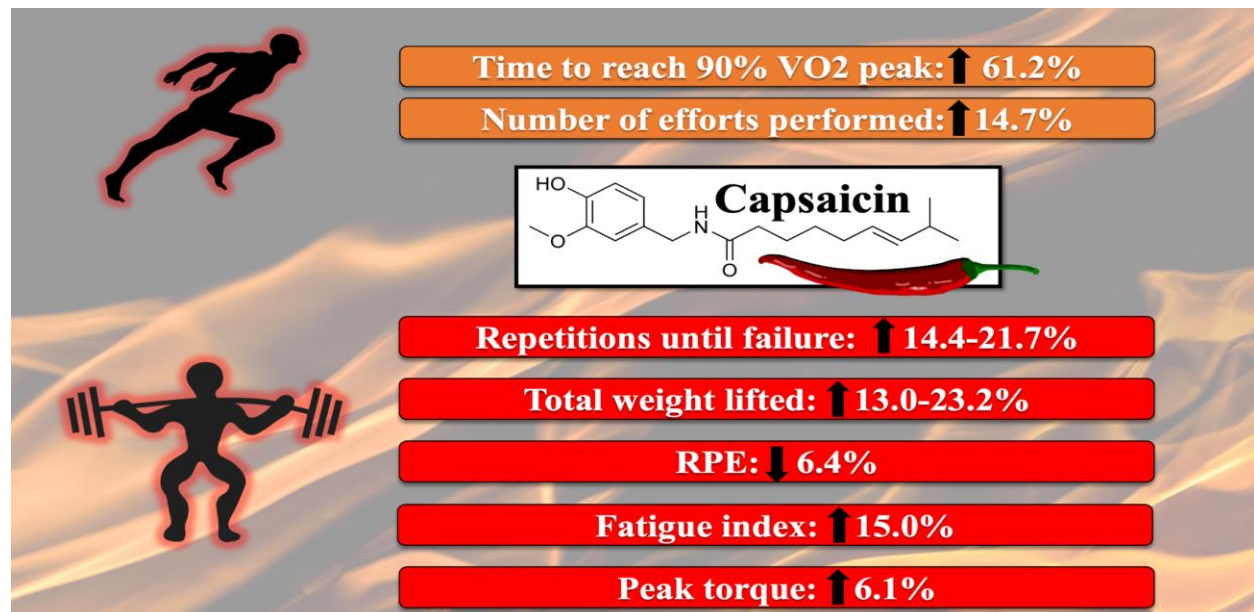 Time to reach 90% VO2 peak:⬆ 61.2%
Number of efforts performed:⬆14.7%
Capsaicin
HO
H
N
O
O
Repetitions until failure: ⬆ 14.4-21.7%
Total weight lifted: ⬆13.0-23.2%
RPE:⬇ 6.4%
Fatigue index: ⬆15.0%
Peak torque:⬆6.1%